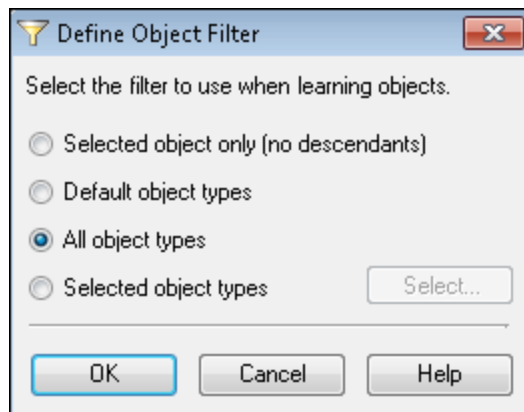 Define Object Filter
Select the filter to use when learning objects.
Selected object only (no descendants)
Default object types
All object types
Selected object types
Select...
OK
Cancel
Help